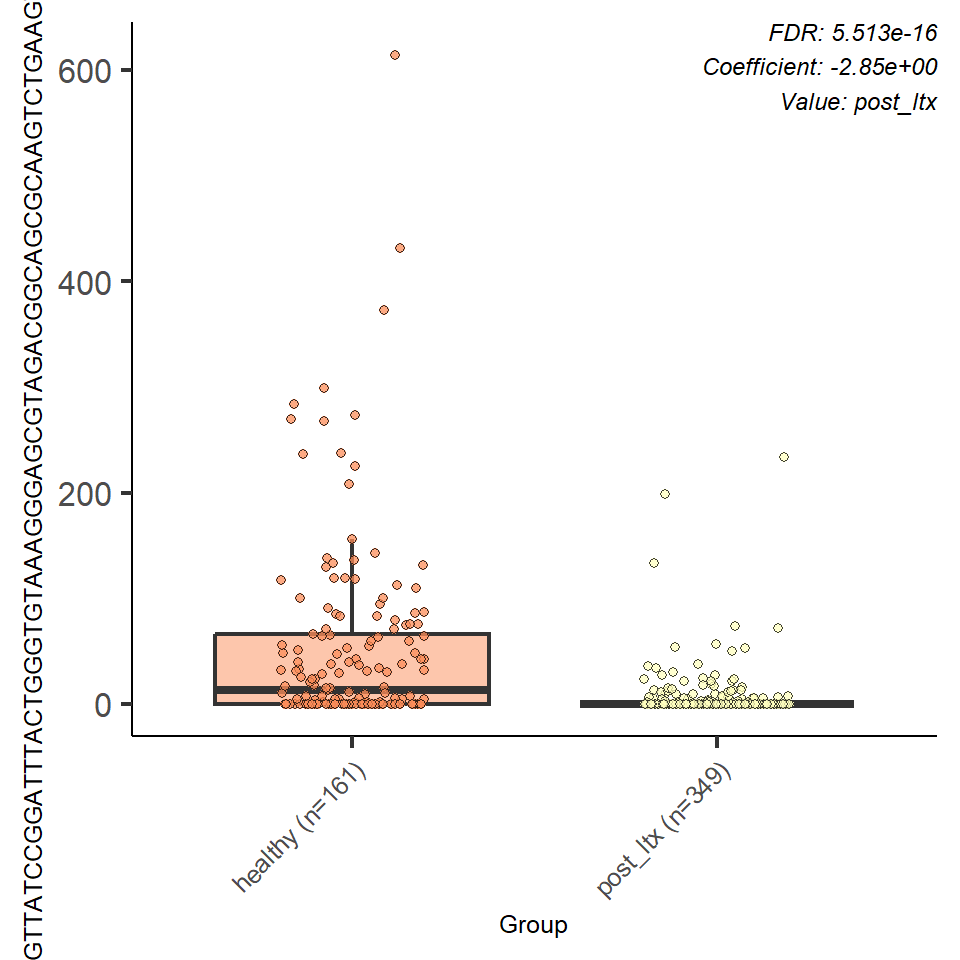 FDR: 5.513e-16
Coefficient: -2.85e+00
Value: post_ltx
600
400
200
0
GTTATCCGGATTTACTGGGTGTAAAGGGAGCGTAGACGGCAGCGCAAGTCTGAAG
healthy (n=161)
post_ltx (n=349)
Group